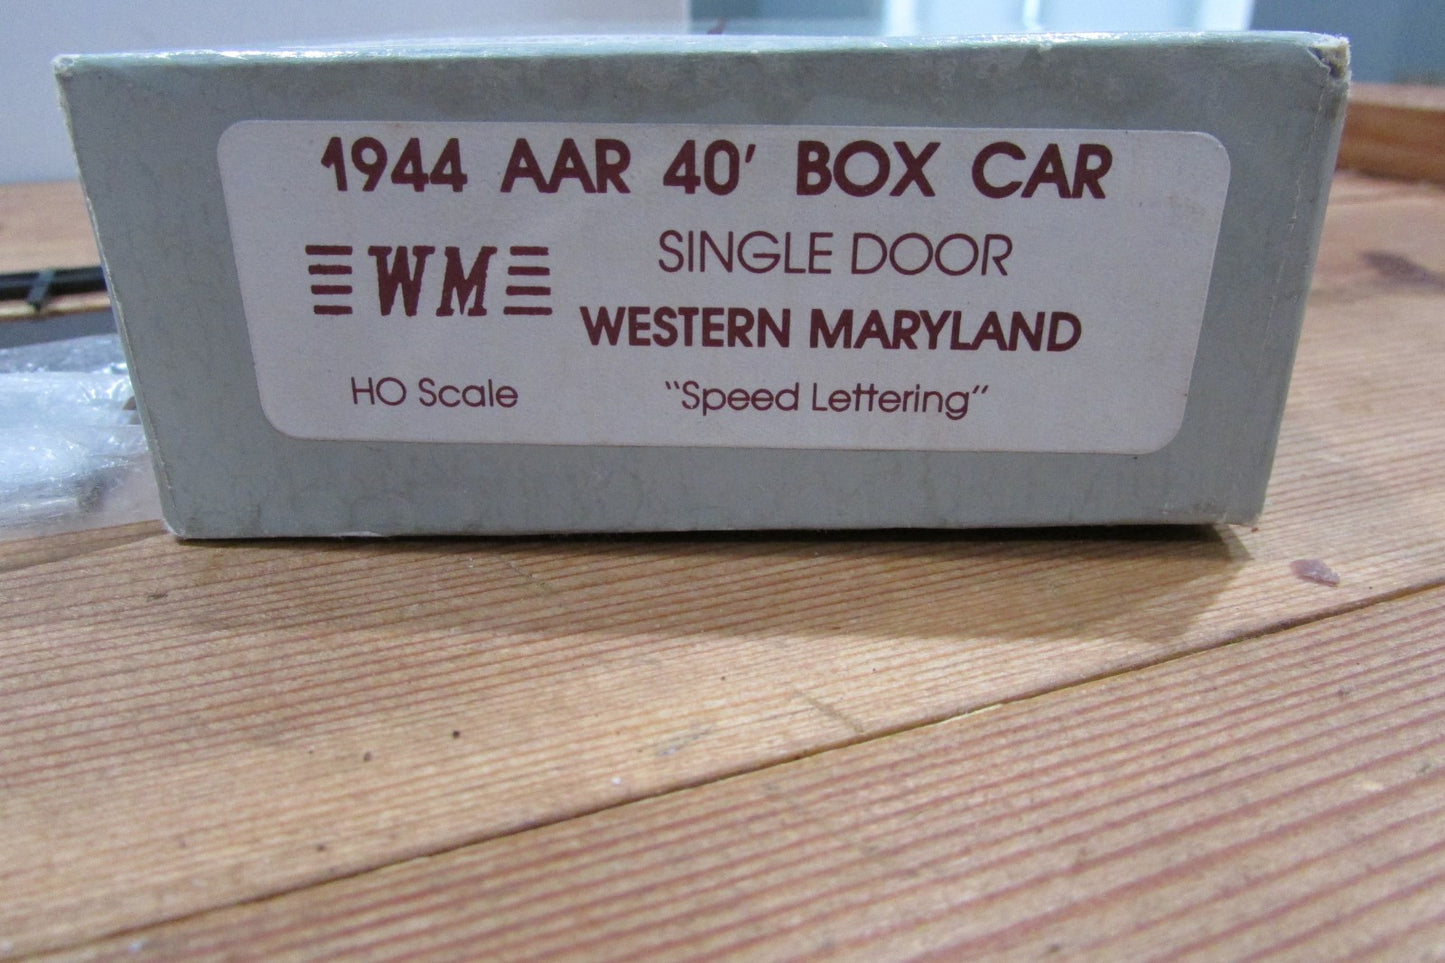 1944 AAR 40' BOX CAR
SINGLE DOOR
WM
WESTERN MARYLAND
HO Scale "Speed Lettering"